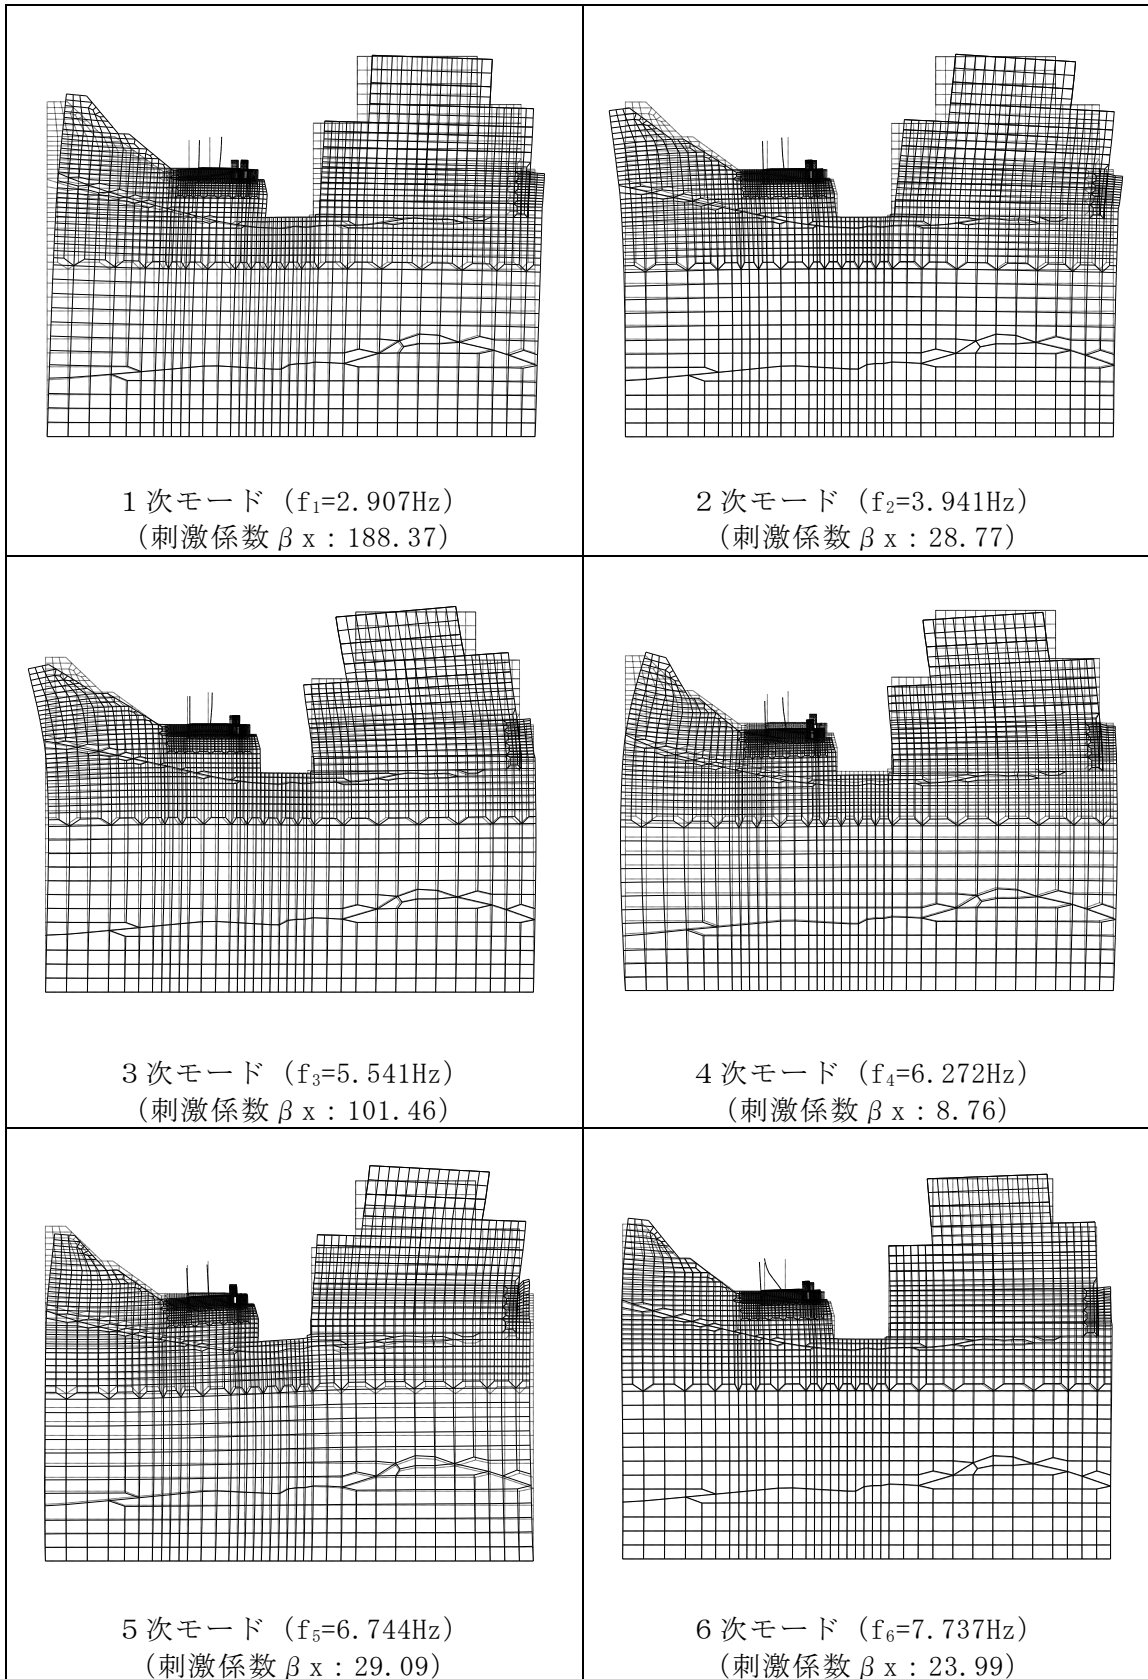 １次モード（f₁=2.907Hz）
（刺激係数βx：188.37）
２次モード（f₂=3.941Hz）
（刺激係数βx：28.77）
３次モード（f₃=5.541Hz）
（刺激係数βx：101.46）
４次モード（f₄=6.272Hz）
（刺激係数βx：8.76）
５次モード（f₅=6.744Hz）
（刺激係数βx：29.09）
６次モード（f₆=7.737Hz）
（刺激係数βx：23.99）